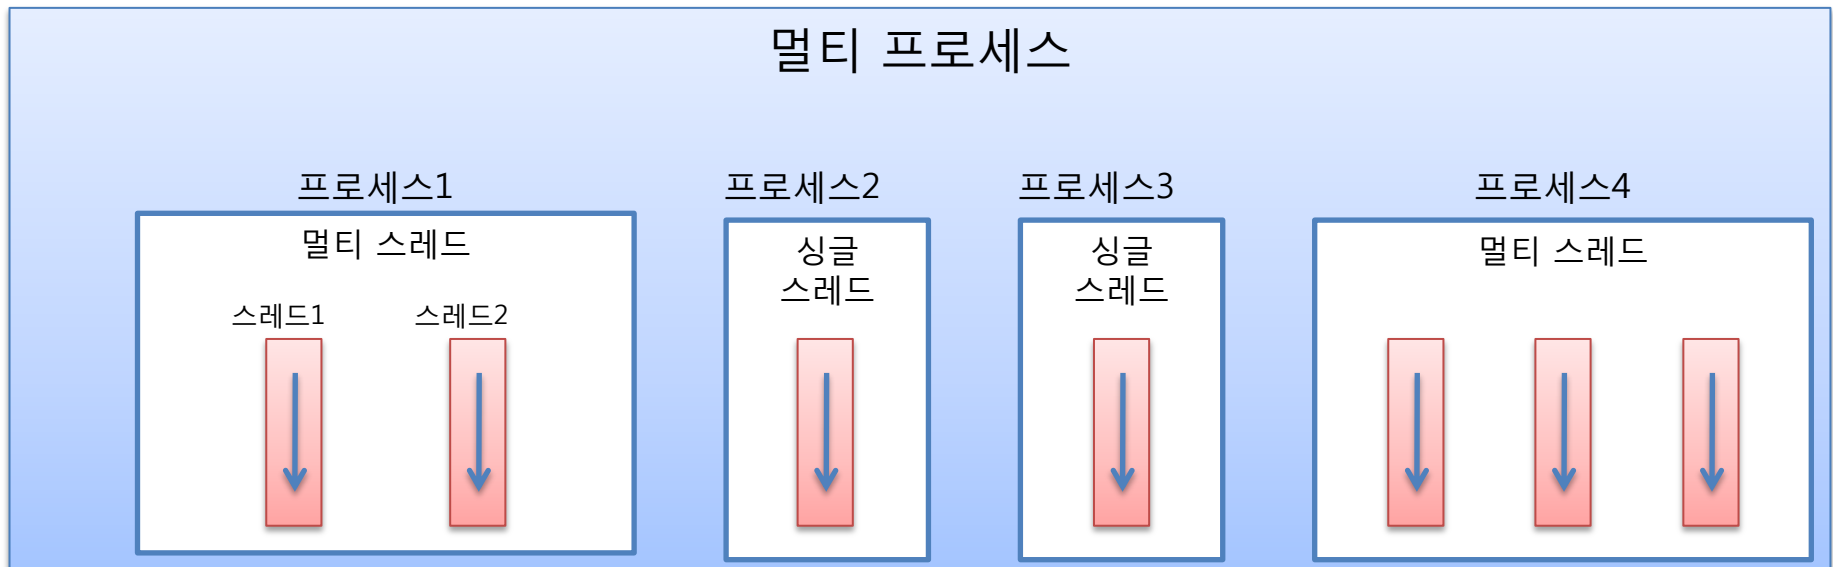 멀티 프로세스
프로세스1
프로세스2
프로세스3
프로세스4
멀티 스레드
스레드1
스레드2
싱글
스레드
싱글
스레드
멀티 스레드